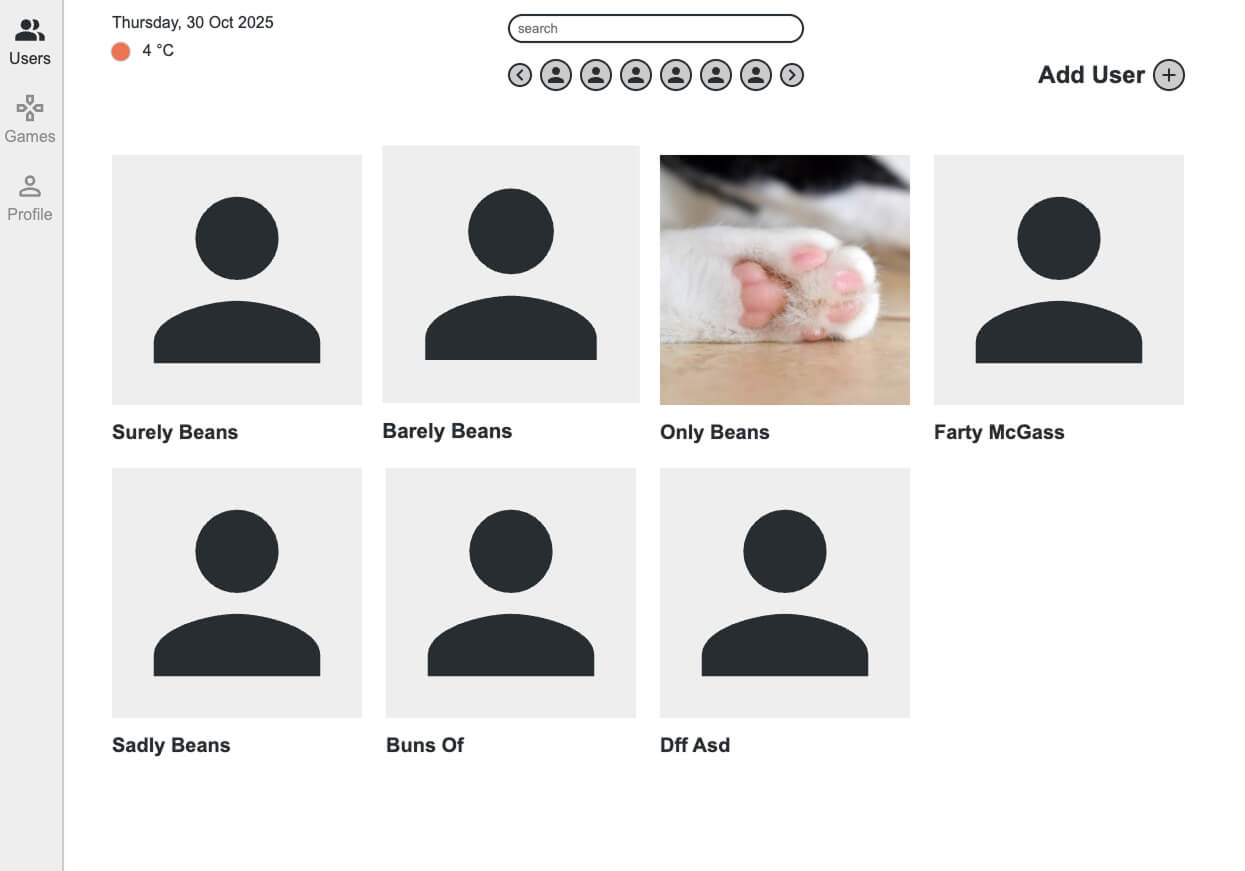 Users
Games
Profile
Thursday, 30 Oct 2025
4 °C
search
Add User
Surely Beans
Barely Beans
Only Beans
Farty McGass
Sadly Beans
Buns Of
Dff Asd